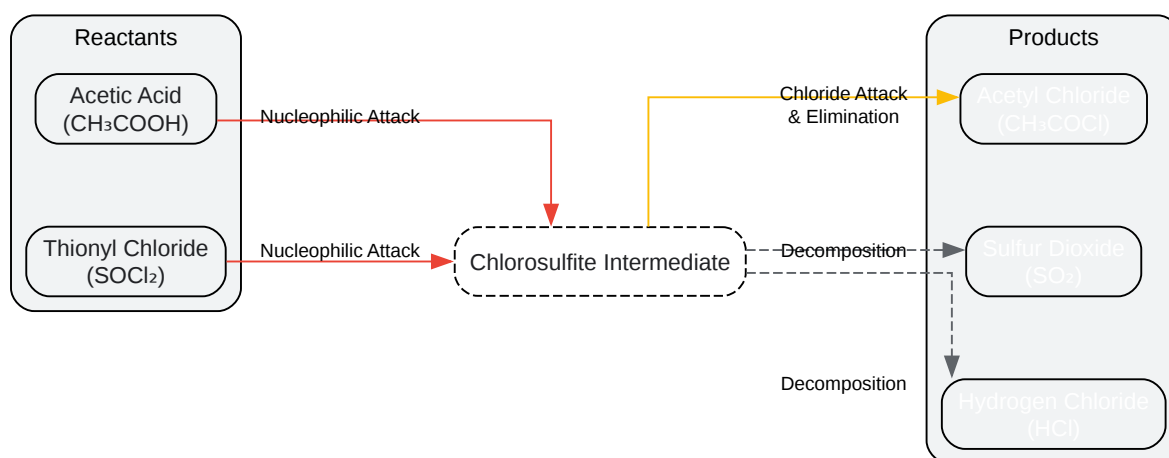 Reactants
Acetic Acid
(CH₃COOH)
Thionyl Chloride
(SOCl₂)
Nucleophilic Attack
Nucleophilic Attack
Chlorosulfite Intermediate
Chloride Attack
& Elimination
Decomposition
Decomposition
Products
Acetyl Chloride
(CH₃COCl)
Sulfur Dioxide
(SO₂)
Hydrogen Chloride
(HCl)